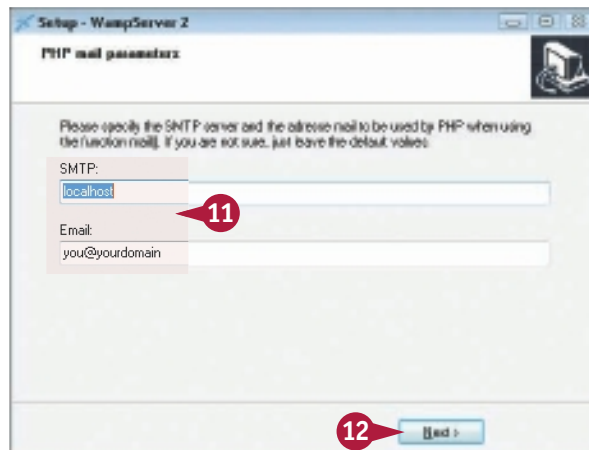 Setup - WampServer 2
PHP mail parameters
Please specify the SMTP server and the adresse mail to be used by PHP when using
the function mail(). If you are not sure, just leave the default values.
SMTP:
localhost
11
Email:
you@yourdomain
12
Next >